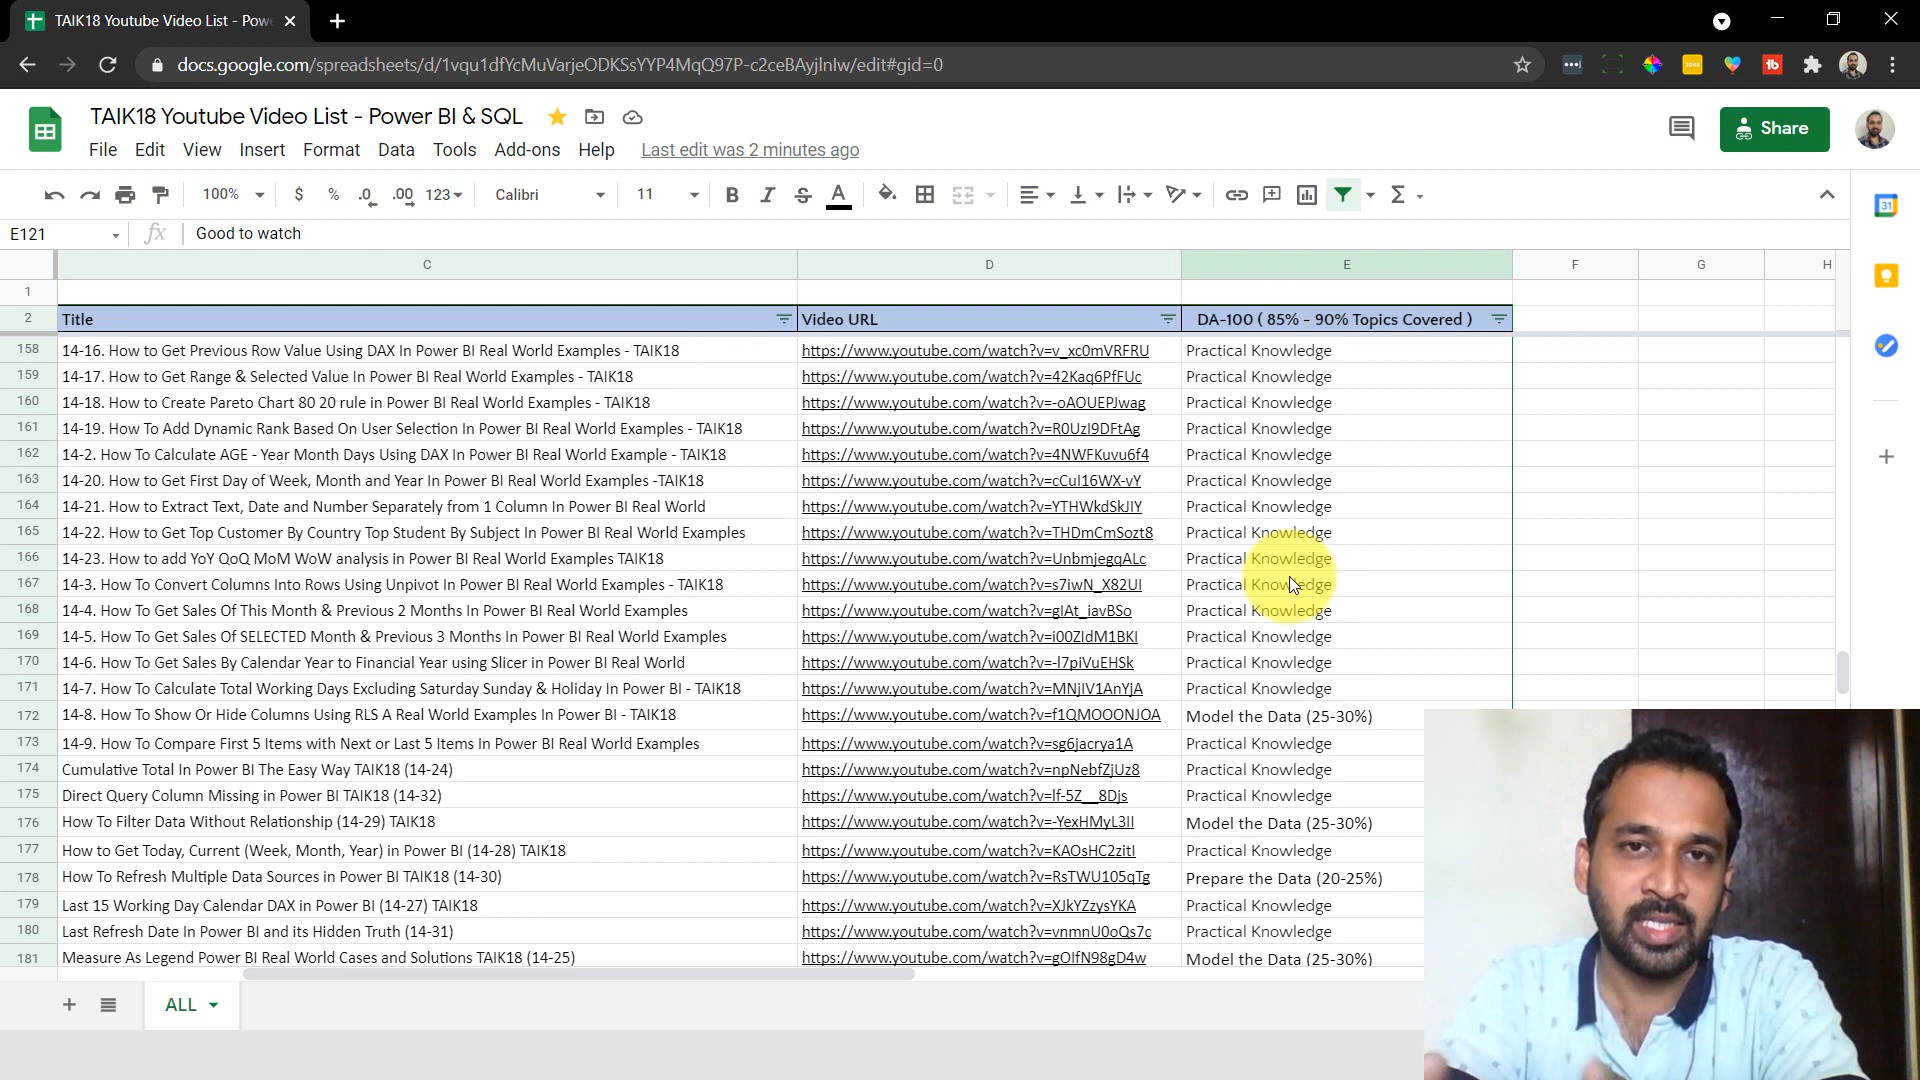 TAIK18 Youtube Video List - Powe
docs.google.com/spreadsheets/d/1vqu1dfYcMuVarjeODKSsYYP4MqQ97P-c2ceBAyjlnlw/edit#gid=0
TAIK18 Youtube Video List - Power BI & SQL
Share
File Edit View Insert Format Data Tools Add-ons Help Last edit was 2 minutes ago
100% $ % .0 .00 123 Calibri 11 B I S A
31
E121 fx Good to watch
C D E F G H
1
2 Title Video URL DA-100 ( 85% - 90% Topics Covered )
158 14-16. How to Get Previous Row Value Using DAX In Power BI Real World Examples - TAIK18 https://www.youtube.com/watch?v=v_xc0mVRFRU Practical Knowledge
159 14-17. How to Get Range & Selected Value In Power BI Real World Examples - TAIK18 https://www.youtube.com/watch?v=42Kaq6PfFUc Practical Knowledge
160 14-18. How to Create Pareto Chart 80 20 rule in Power BI Real World Examples - TAIK18 https://www.youtube.com/watch?v=-oAOUEPJwag Practical Knowledge
161 14-19. How To Add Dynamic Rank Based On User Selection In Power BI Real World Examples - TAIK18 https://www.youtube.com/watch?v=R0UzI9DFtAg Practical Knowledge
162 14-2. How To Calculate AGE - Year Month Days Using DAX In Power BI Real World Example - TAIK18 https://www.youtube.com/watch?v=4NWFKuvu6f4 Practical Knowledge
163 14-20. How to Get First Day of Week, Month and Year In Power BI Real World Examples -TAIK18 https://www.youtube.com/watch?v=cCuI16WX-vY Practical Knowledge
164 14-21. How to Extract Text, Date and Number Separately from 1 Column In Power BI Real World https://www.youtube.com/watch?v=YTHWkdSkJIY Practical Knowledge
165 14-22. How to Get Top Customer By Country Top Student By Subject In Power BI Real World Examples https://www.youtube.com/watch?v=THDmCmSozt8 Practical Knowledge
166 14-23. How to add YoY QoQ MoM WoW analysis in Power BI Real World Examples TAIK18 https://www.youtube.com/watch?v=UnbmjegqALc Practical Knowledge
167 14-3. How To Convert Columns Into Rows Using Unpivot In Power BI Real World Examples - TAIK18 https://www.youtube.com/watch?v=s7iwN_X82UI Practical Knowledge
168 14-4. How To Get Sales Of This Month & Previous 2 Months In Power BI Real World Examples https://www.youtube.com/watch?v=gIAt_iavBSo Practical Knowledge
169 14-5. How To Get Sales Of SELECTED Month & Previous 3 Months In Power BI Real World Examples https://www.youtube.com/watch?v=i00ZIdM1BKI Practical Knowledge
170 14-6. How To Get Sales By Calendar Year to Financial Year using Slicer in Power BI Real World https://www.youtube.com/watch?v=-l7piVuEHSk Practical Knowledge
171 14-7. How To Calculate Total Working Days Excluding Saturday Sunday & Holiday In Power BI - TAIK18 https://www.youtube.com/watch?v=MNjIV1AnYjA Practical Knowledge
172 14-8. How To Show Or Hide Columns Using RLS A Real World Examples In Power BI - TAIK18 https://www.youtube.com/watch?v=f1QMOOONJOA Model the Data (25-30%)
173 14-9. How To Compare First 5 Items with Next or Last 5 Items In Power BI Real World Examples https://www.youtube.com/watch?v=sg6jacrya1A Practical Knowledge
174 Cumulative Total In Power BI The Easy Way TAIK18 (14-24) https://www.youtube.com/watch?v=npNebfZjUz8 Practical Knowledge
175 Direct Query Column Missing in Power BI TAIK18 (14-32) https://www.youtube.com/watch?v=lf-5Z__8Djs Practical Knowledge
176 How To Filter Data Without Relationship (14-29) TAIK18 https://www.youtube.com/watch?v=-YexHMyL3lI Model the Data (25-30%)
177 How to Get Today, Current (Week, Month, Year) in Power BI (14-28) TAIK18 https://www.youtube.com/watch?v=KAOsHC2zitI Practical Knowledge
178 How To Refresh Multiple Data Sources in Power BI TAIK18 (14-30) https://www.youtube.com/watch?v=RsTWU105qTg Prepare the Data (20-25%)
179 Last 15 Working Day Calendar DAX in Power BI (14-27) TAIK18 https://www.youtube.com/watch?v=XJkYZzysYKA Practical Knowledge
180 Last Refresh Date In Power BI and its Hidden Truth (14-31) https://www.youtube.com/watch?v=vnmnU0oQs7c Practical Knowledge
181 Measure As Legend Power BI Real World Cases and Solutions TAIK18 (14-25) https://www.youtube.com/watch?v=gOlfN98gD4w Model the Data (25-30%)
ALL